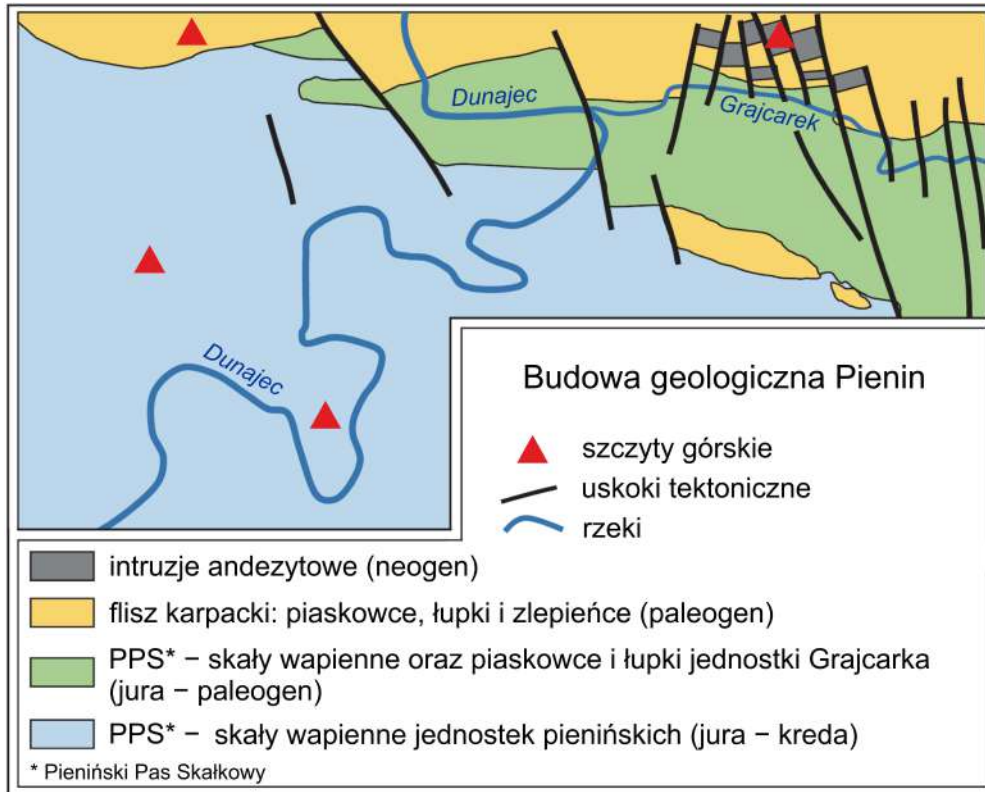 Dunajec
Grajcarek
Dunajec
Budowa geologiczna Pienin
szczyty górskie
uskoki tektoniczne
rzeki
intruzje andezytowe (neogen)
flisz karpacki: piaskowce, łupki i zlepieńce (paleogen)
PPS* – skały wapienne oraz piaskowce i łupki jednostki Grajcarka
(jura – paleogen)
PPS* – skały wapienne jednostek pienińskich (jura – kreda)
* Pieniński Pas Skałkowy